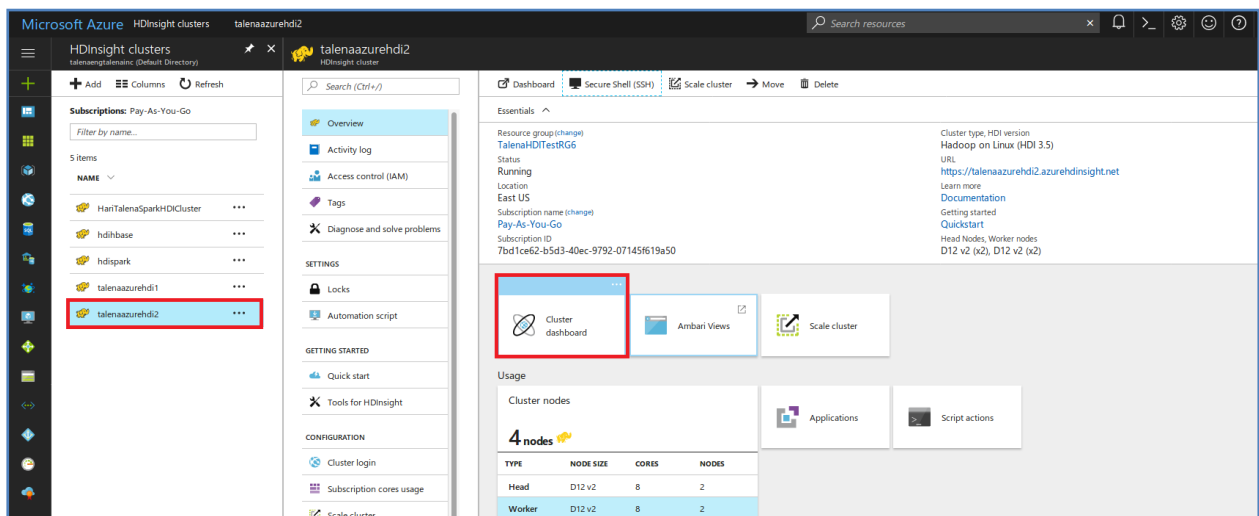 Microsoft Azure HDInsight clusters talenaazurehdi2
Search resources
HDInsight clusters
talenaengtalenainc (Default Directory)
Add Columns Refresh
Subscriptions: Pay-As-You-Go
Filter by name...
5 items
NAME
HariTalenaSparkHDICluster
hdihbase
hdispark
talenaazurehdi1
talenaazurehdi2
talenaazurehdi2
HDInsight cluster
Search (Ctrl+/)
Overview
Activity log
Access control (IAM)
Tags
Diagnose and solve problems
SETTINGS
Locks
Automation script
GETTING STARTED
Quick start
Tools for HDInsight
CONFIGURATION
Cluster login
Subscription cores usage
Scale cluster
Dashboard Secure Shell (SSH) Scale cluster Move Delete
Essentials
Resource group (change)
TalenaHDITestRG6
Status
Running
Location
East US
Subscription name (change)
Pay-As-You-Go
Subscription ID
7bd1ce62-b5d3-40ec-9792-07145f619a50
Cluster type, HDI version
Hadoop on Linux (HDI 3.5)
URL
https://talenaazurehdi2.azurehdinsight.net
Learn more
Documentation
Getting started
Quickstart
Head Nodes, Worker nodes
D12 v2 (x2), D12 v2 (x2)
Cluster
dashboard
Ambari Views
Scale cluster
Usage
Cluster nodes
4 nodes
TYPE NODE SIZE CORES NODES
Head D12 v2 8 2
Worker D12 v2 8 2
Applications
Script actions